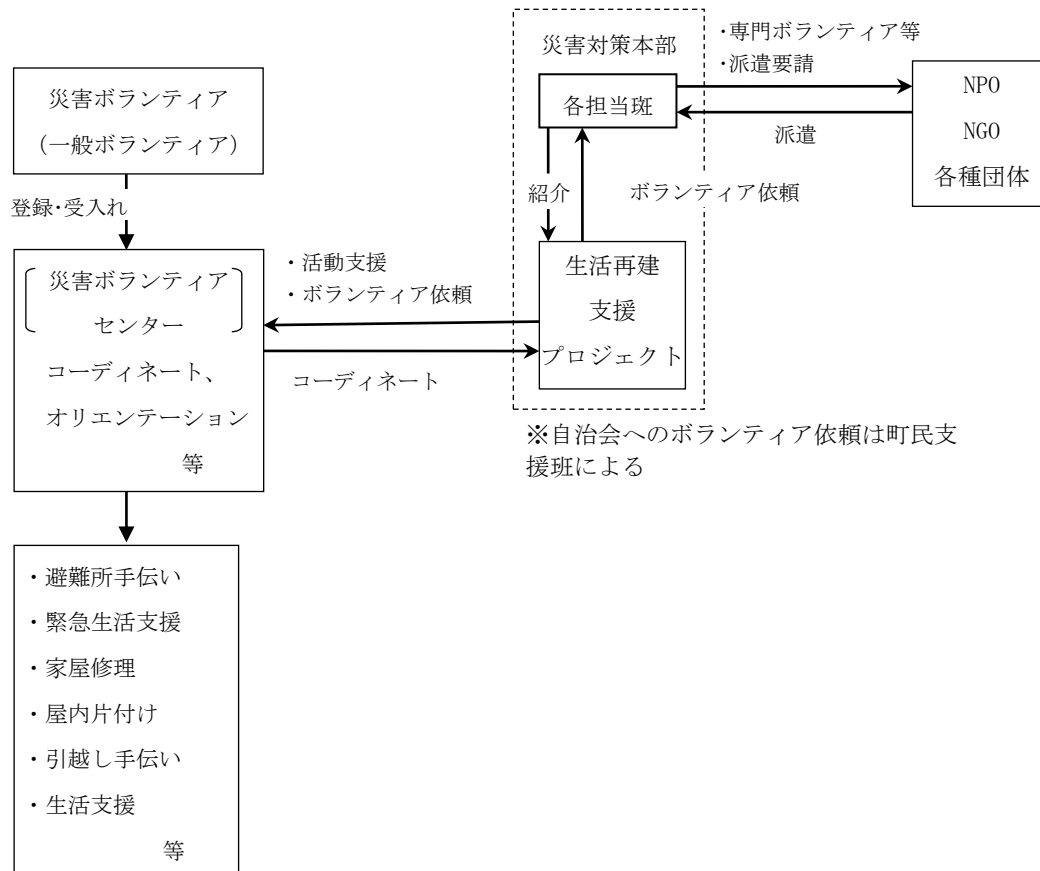 災害ボランティア
(一般ボランティア)
登録・受入れ
災害ボランティア
センター
コーディネート、
オリエンテーション
等
・避難所手伝い
・緊急生活支援
・家屋修理
・屋内片付け
・引越し手伝い
・生活支援
等
・活動支援
・ボランティア依頼
コーディネート
災害対策本部
各担当班
紹介
ボランティア依頼
生活再建
支援
プロジェクト
※自治会へのボランティア依頼は町民支
援班による
・専門ボランティア等
・派遣要請
派遣
NPO
NGO
各種団体